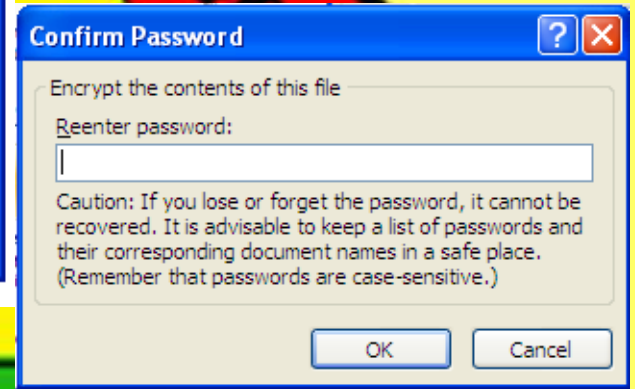 Confirm Password
?
Encrypt the contents of this file
Reenter password:
Caution: If you lose or forget the password, it cannot be
recovered. It is advisable to keep a list of passwords and
their corresponding document names in a safe place.
(Remember that passwords are case-sensitive.)
OK Cancel